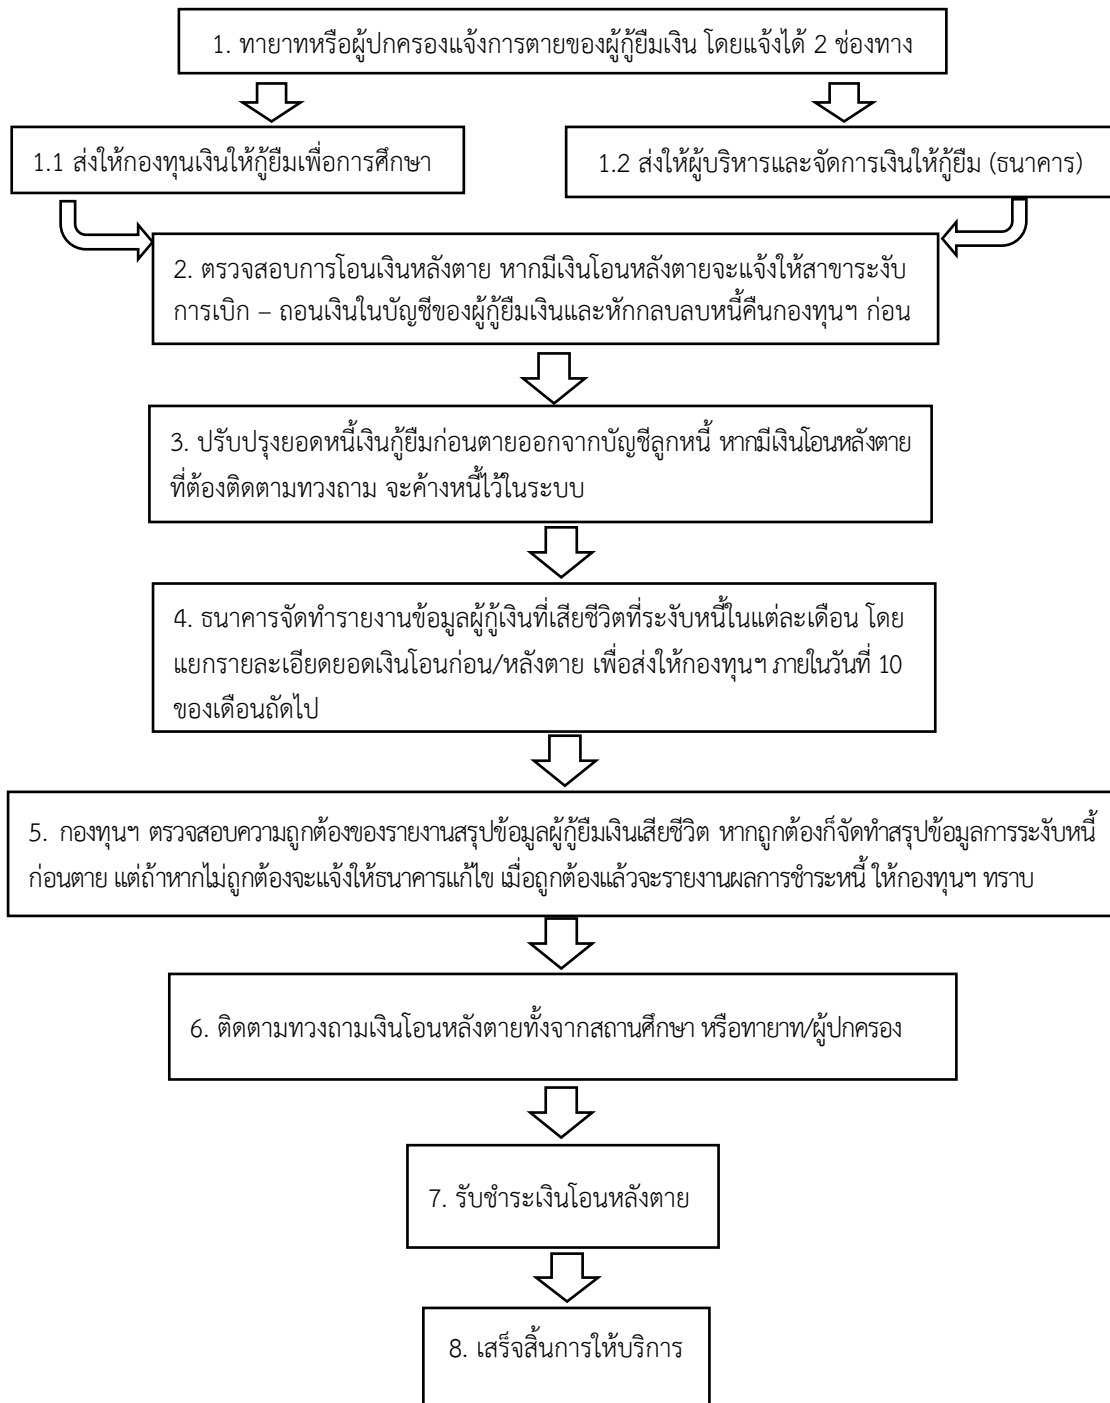 1. ทายาทหรือผู้ปกครองแจ้งการตายของผู้กู้ยืมเงิน โดยแจ้งได้ 2 ช่องทาง
1.1 ส่งให้กองทุนเงินให้กู้ยืมเพื่อการศึกษา
1.2 ส่งให้ผู้บริหารและจัดการเงินให้กู้ยืม (ธนาคาร)
2. ตรวจสอบการโอนเงินหลังตาย หากมีเงินโอนหลังตายจะแจ้งให้สาขาระงับ
การเบิก – ถอนเงินในบัญชีของผู้กู้ยืมเงินและหักกลบลบหนี้คืนกองทุนฯ ก่อน
3. ปรับปรุงยอดหนี้เงินกู้ยืมก่อนตายออกจากบัญชีลูกหนี้ หากมีเงินโอนหลังตาย
ที่ต้องติดตามทวงถาม จะค้างหนี้ไว้ในระบบ
4. ธนาคารจัดทำรายงานข้อมูลผู้กู้เงินที่เสียชีวิตที่ระงับหนี้ในแต่ละเดือน โดย
แยกรายละเอียดยอดเงินโอนก่อน/หลังตาย เพื่อส่งให้กองทุนฯ ภายในวันที่ 10
ของเดือนถัดไป
5. กองทุนฯ ตรวจสอบความถูกต้องของรายงานสรุปข้อมูลผู้กู้ยืมเงินเสียชีวิต หากถูกต้องก็จัดทำสรุปข้อมูลการระงับหนี้
ก่อนตาย แต่ถ้าหากไม่ถูกต้องจะแจ้งให้ธนาคารแก้ไข เมื่อถูกต้องแล้วจะรายงานผลการชำระหนี้ ให้กองทุนฯ ทราบ
6. ติดตามทวงถามเงินโอนหลังตายทั้งจากสถานศึกษา หรือทายาท/ผู้ปกครอง
7. รับชำระเงินโอนหลังตาย
8. เสร็จสิ้นการให้บริการ